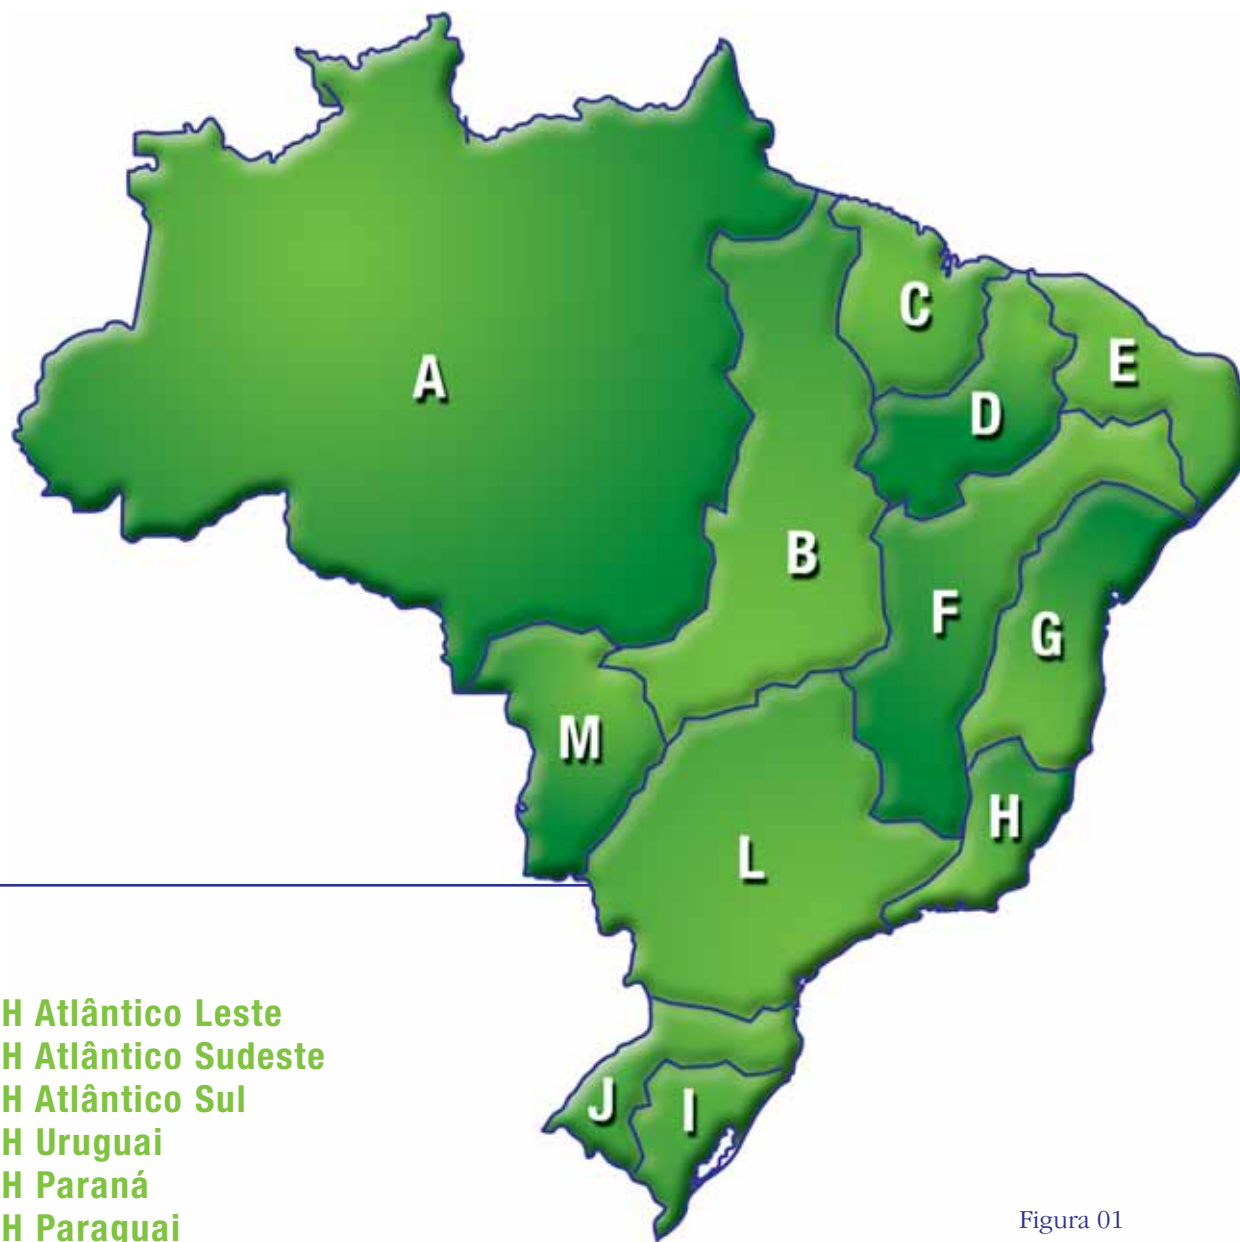 A
C
E
D
B
F
G
M
H
L
J
I
H Atlântico Leste
H Atlântico Sudeste
H Atlântico Sul
H Uruguai
H Paraná
H Paraguai
Figura 01